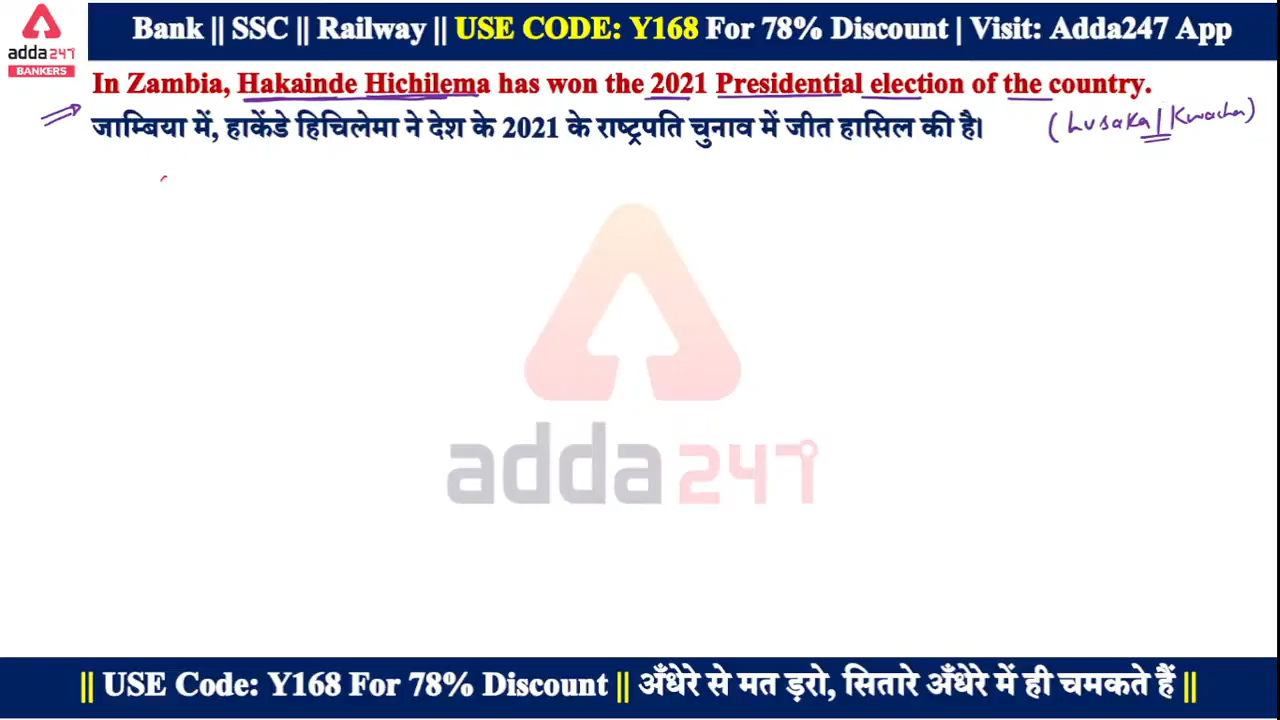 Bank || SSC || Railway || USE CODE: Y168 For 78% Discount | Visit: Adda247 App
adda247
BANKERS
In Zambia, Hakainde Hichilema has won the 2021 Presidential election of the country.
जाम्बिया में, हाकेंडे हिचिलेमा ने देश के 2021 के राष्ट्रपति चुनाव में जीत हासिल की है।
(Lusaka | Kwacha)
adda247
|| USE Code: Y168 For 78% Discount || अँधेरे से मत ड़रो, सितारे अँधेरे में ही चमकते हैं ||